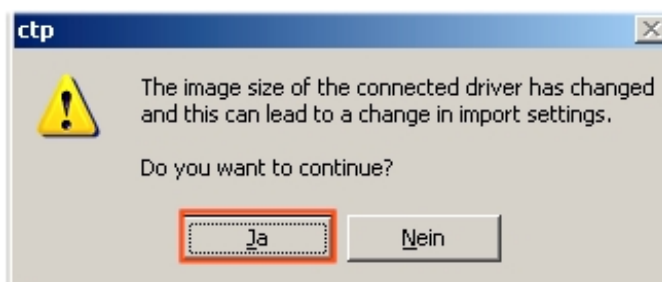 ctp
The image size of the connected driver has changed
and this can lead to a change in import settings.
Do you want to continue?
Ja
Nein